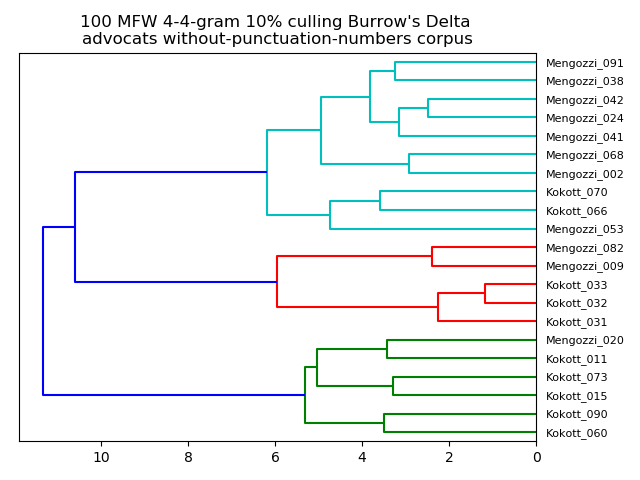 100 MFW 4-4-gram 10% culling Burrow's Delta
advocats without-punctuation-numbers corpus
Mengozzi_091
Mengozzi_038
Mengozzi_042
Mengozzi_024
Mengozzi_041
Mengozzi_068
Mengozzi_002
Kokott_070
Kokott_066
Mengozzi_053
Mengozzi_082
Mengozzi_009
Kokott_033
Kokott_032
Kokott_031
Mengozzi_020
Kokott_011
Kokott_073
Kokott_015
Kokott_090
Kokott_060
10 8 6 4 2 0